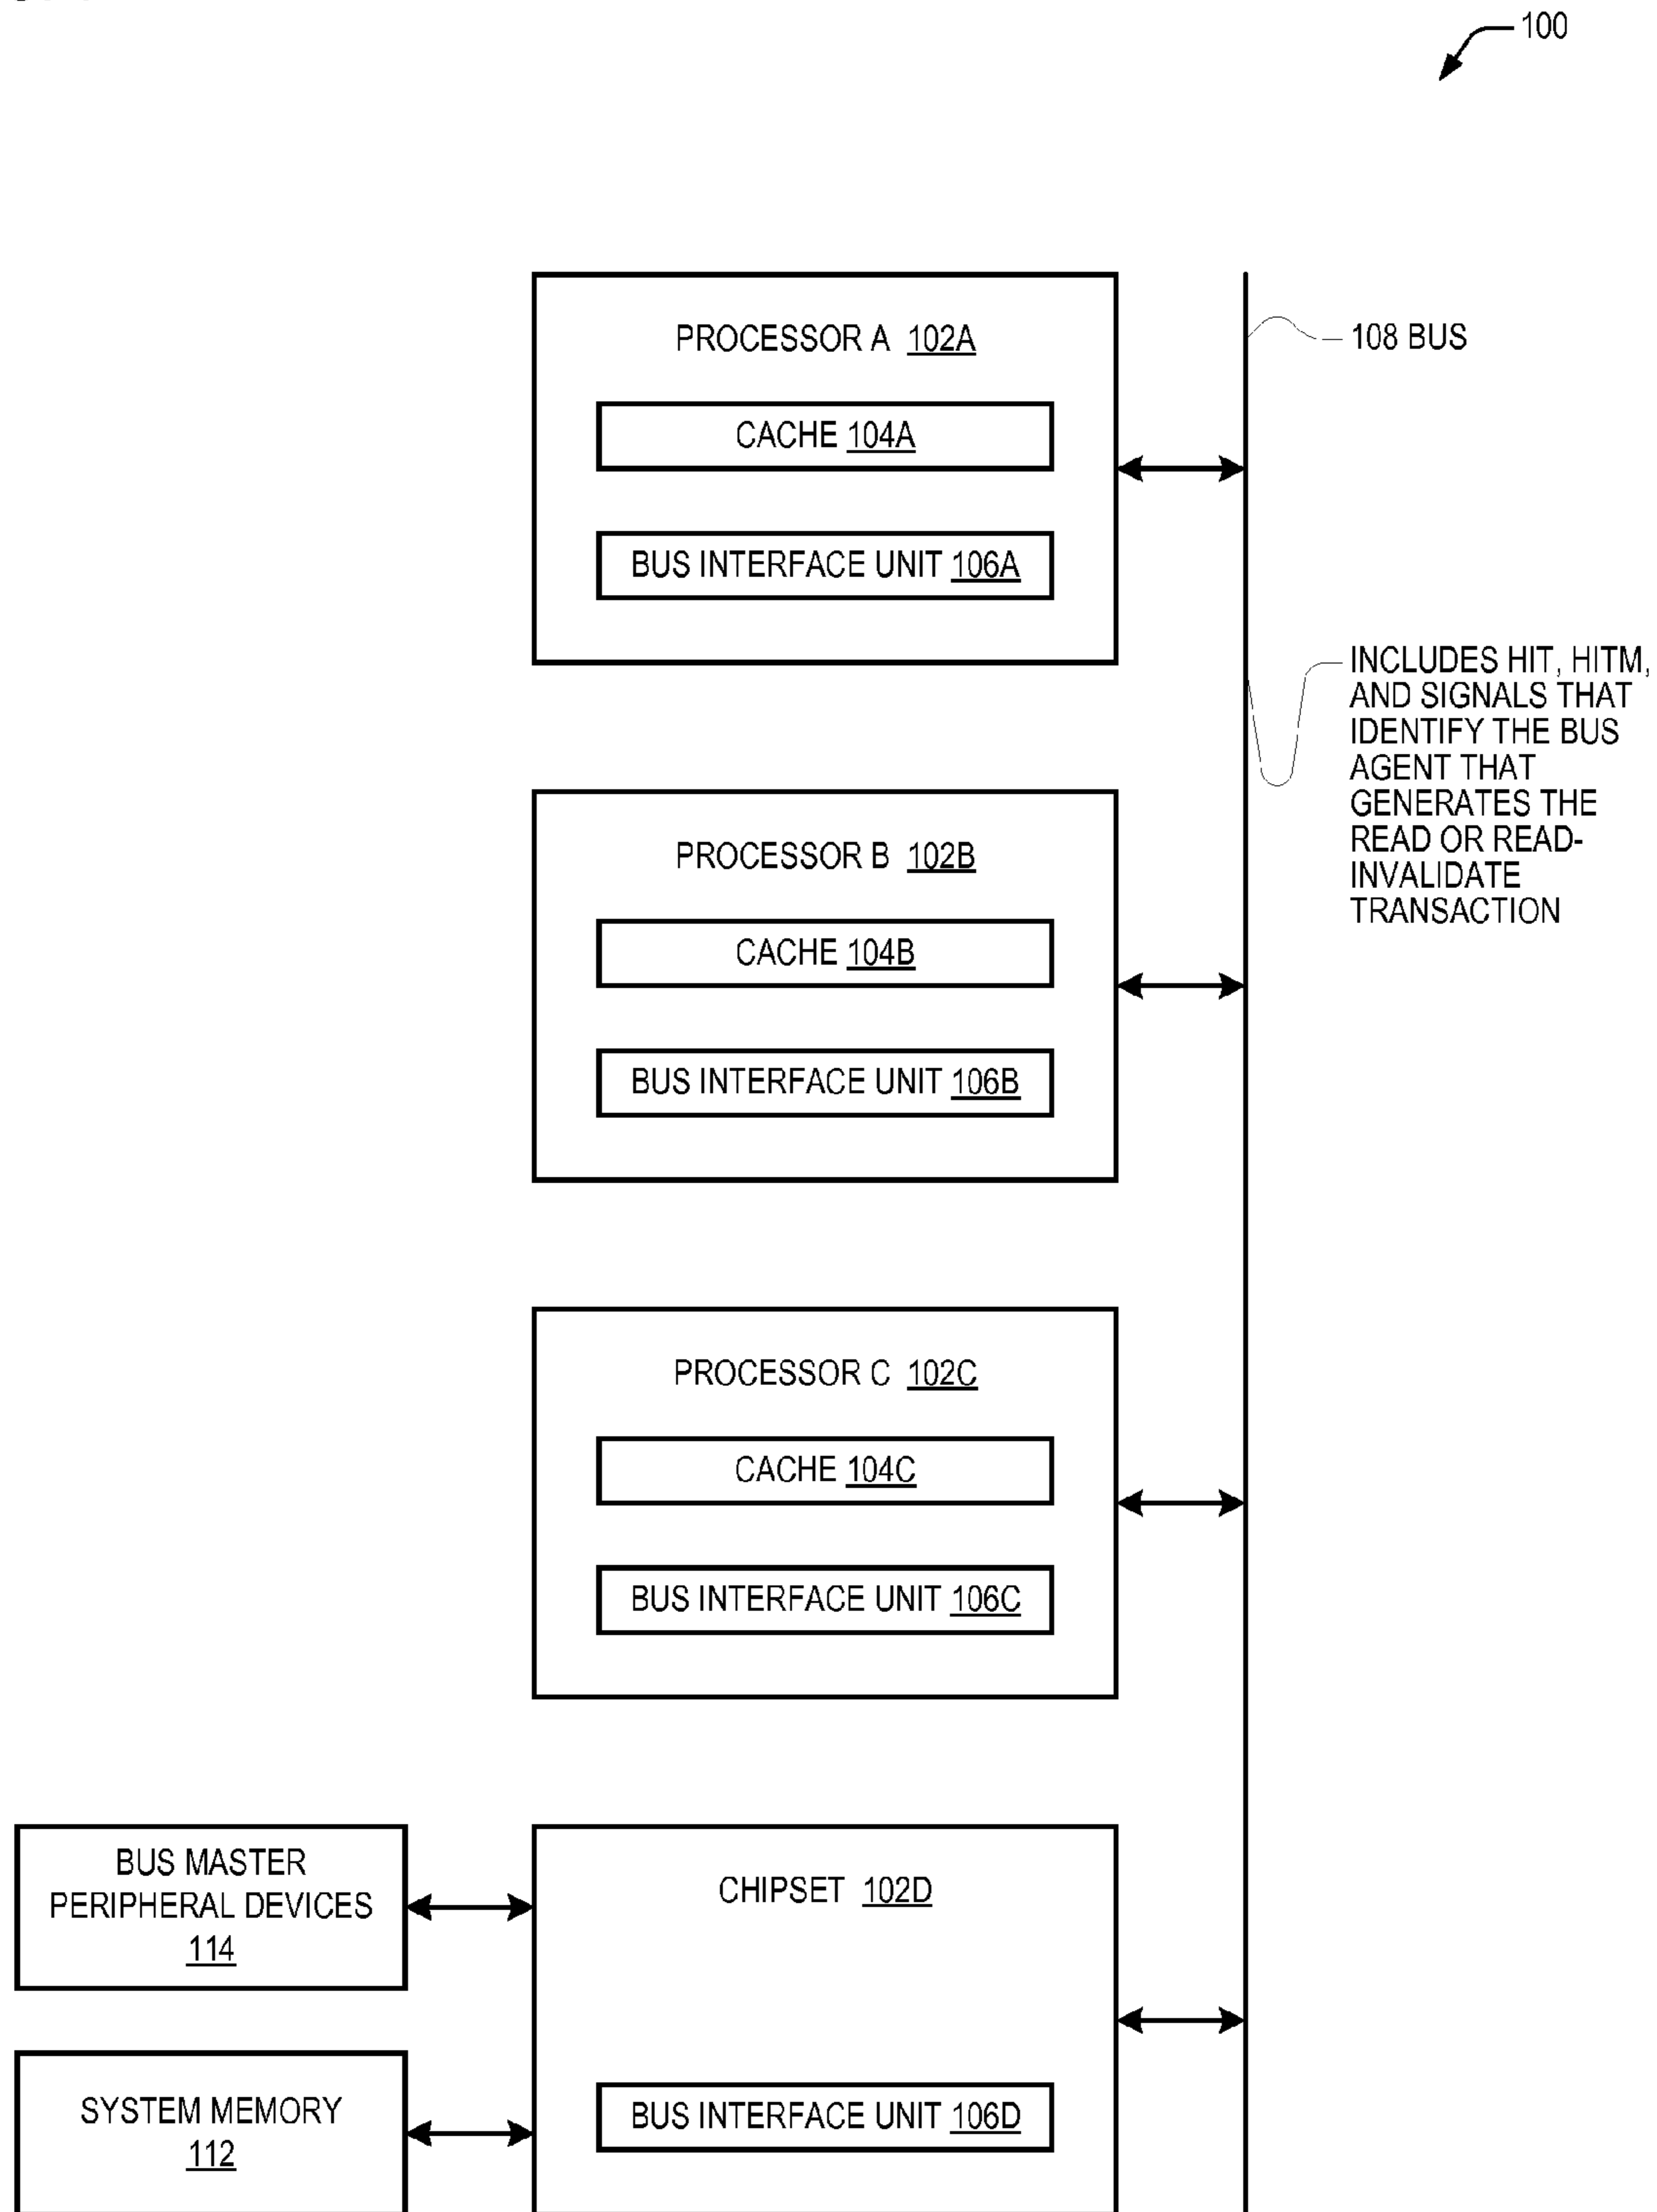 100
PROCESSOR A 102A
108 BUS
CACHE 104A
BUS INTERFACE UNIT 106A
INCLUDES HIT, HITM,
AND SIGNALS THAT
IDENTIFY THE BUS
AGENT THAT
GENERATES THE
READ OR READ-
INVALIDATE
TRANSACTION
PROCESSOR B 102B
CACHE 104B
BUS INTERFACE UNIT 106B
PROCESSOR C 102C
CACHE 104C
BUS INTERFACE UNIT 106C
BUS MASTER
PERIPHERAL DEVICES
114
CHIPSET 102D
SYSTEM MEMORY
112
BUS INTERFACE UNIT 106D